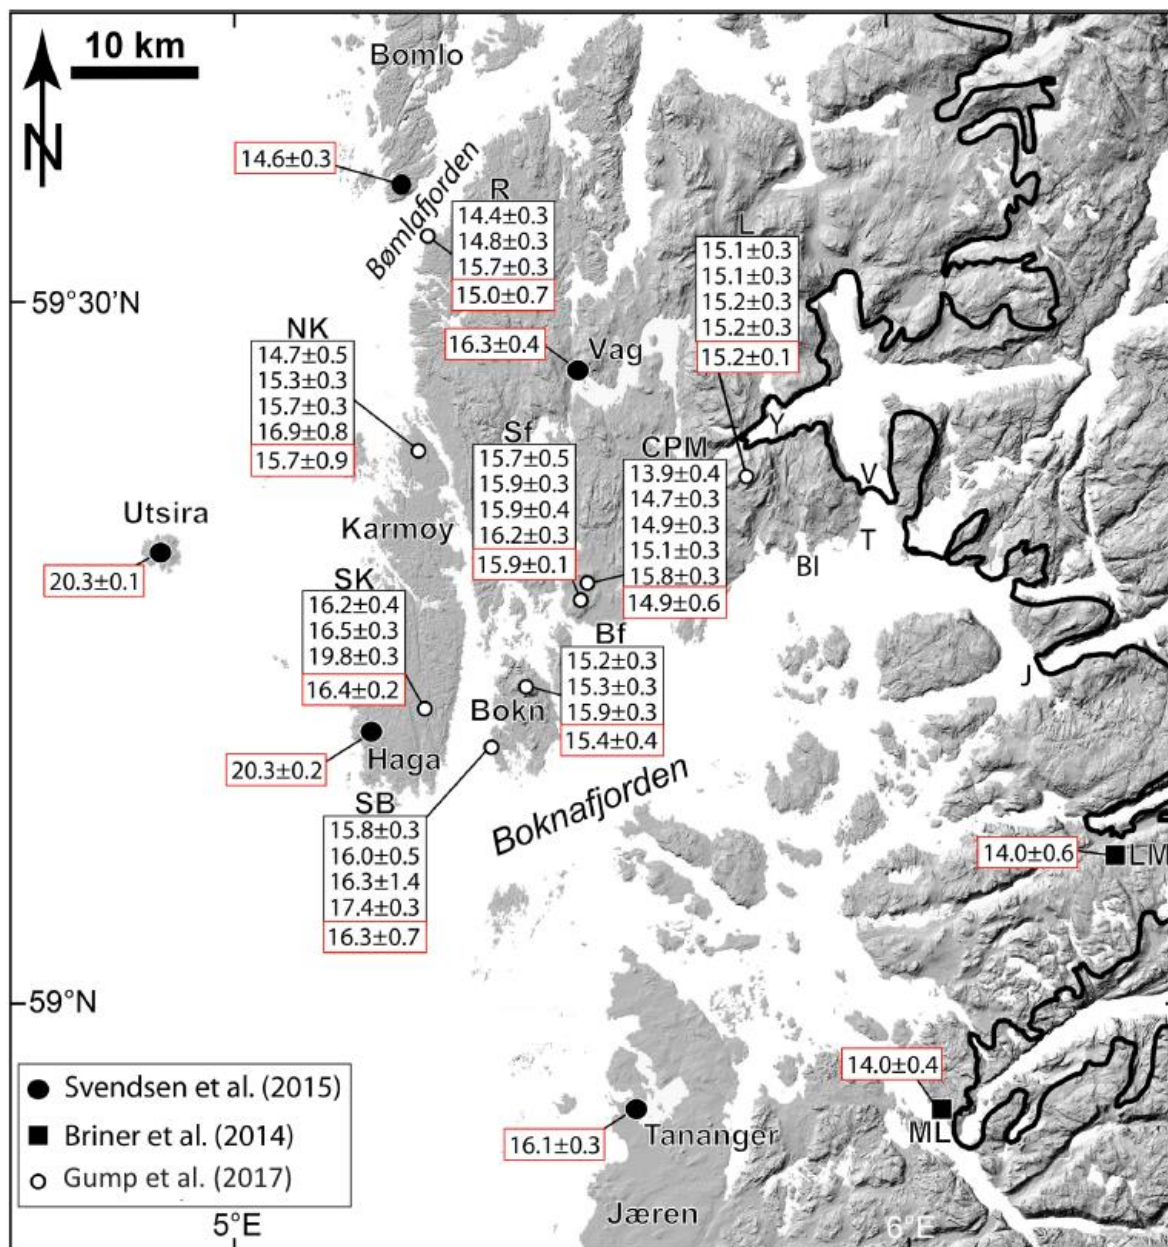 10 km
N
Bømlo
14.6±0.3
Bømlafjorden
R
14.4±0.3
14.8±0.3
15.7±0.3
15.0±0.7
L
15.1±0.3
15.1±0.3
15.2±0.3
15.2±0.3
15.2±0.1
59°30'N
NK
14.7±0.5
15.3±0.3
15.7±0.3
16.9±0.8
15.7±0.9
16.3±0.4
Vag
Y
Sf
15.7±0.5
15.9±0.3
15.9±0.4
16.2±0.3
15.9±0.1
CPM
13.9±0.4
14.7±0.3
14.9±0.3
15.1±0.3
15.8±0.3
14.9±0.6
V
T
BI
Utsira
20.3±0.1
Karmøy
SK
16.2±0.4
16.5±0.3
19.8±0.3
16.4±0.2
Bf
15.2±0.3
15.3±0.3
15.9±0.3
15.4±0.4
J
Bokn
Haga
20.3±0.2
SB
15.8±0.3
16.0±0.5
16.3±1.4
17.4±0.3
16.3±0.7
Boknafjorden
14.0±0.6
LM
59°N
14.0±0.4
ML
16.1±0.3
Tananger
Jæren
Svendsen et al. (2015)
Briner et al. (2014)
Gump et al. (2017)
5°E
6°E